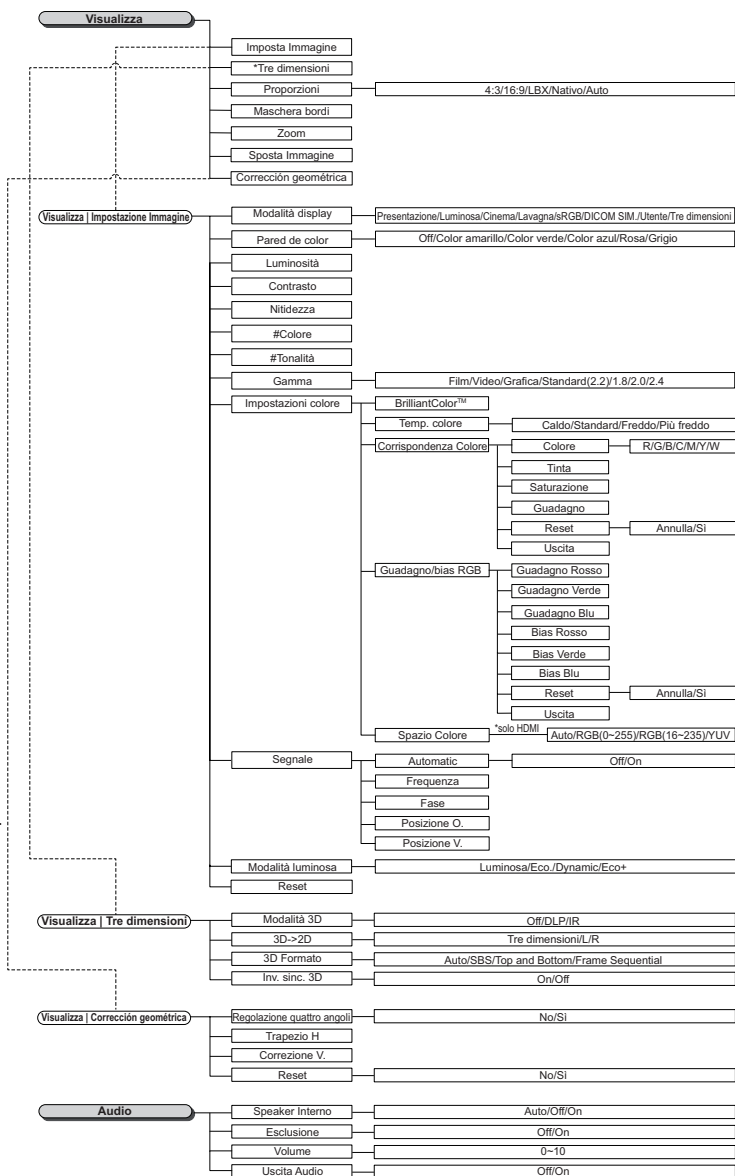 Visualizza
Imposta Immagine
*Tre dimensioni
Proporzioni 4:3/16:9/LBX/Nativo/Auto
Maschera bordi
Zoom
Sposta Immagine
Corrección geométrica
Visualizza | Impostazione Immagine Modalità display Presentazione/Luminosa/Cinema/Lavagna/sRGB/DICOM SIM./Utente/Tre dimensioni
Pared de color Off/Color amarillo/Color verde/Color azul/Rosa/Grigio
Luminosità
Contrasto
Nitidezza
#Colore
#Tonalità
Gamma Film/Video/Grafica/Standard(2.2)/1.8/2.0/2.4
Impostazioni colore BrilliantColor™
Temp. colore Caldo/Standard/Freddo/Più freddo
Corrispondenza Colore Colore R/G/B/C/M/Y/W
Tinta
Saturazione
Guadagno
Reset Annulla/Sì
Uscita
Guadagno/bias RGB Guadagno Rosso
Guadagno Verde
Guadagno Blu
Bias Rosso
Bias Verde
Bias Blu
Reset Annulla/Sì
Uscita
Spazio Colore *solo HDMI Auto/RGB(0~255)/RGB(16~235)/YUV
Segnale Automatic Off/On
Frequenza
Fase
Posizione O.
Posizione V.
Modalità luminosa Luminosa/Eco./Dynamic/Eco+
Reset
Visualizza | Tre dimensioni Modalità 3D Off/DLP/IR
3D->2D Tre dimensioni/L/R
3D Formato Auto/SBS/Top and Bottom/Frame Sequential
Inv. sinc. 3D On/Off
Visualizza | Corrección geométrica Regolazione quattro angoli No/Sì
Trapezio H
Correzione V.
Reset No/Sì
Audio Speaker Interno Auto/Off/On
Esclusione Off/On
Volume 0~10
Uscita Audio Off/On